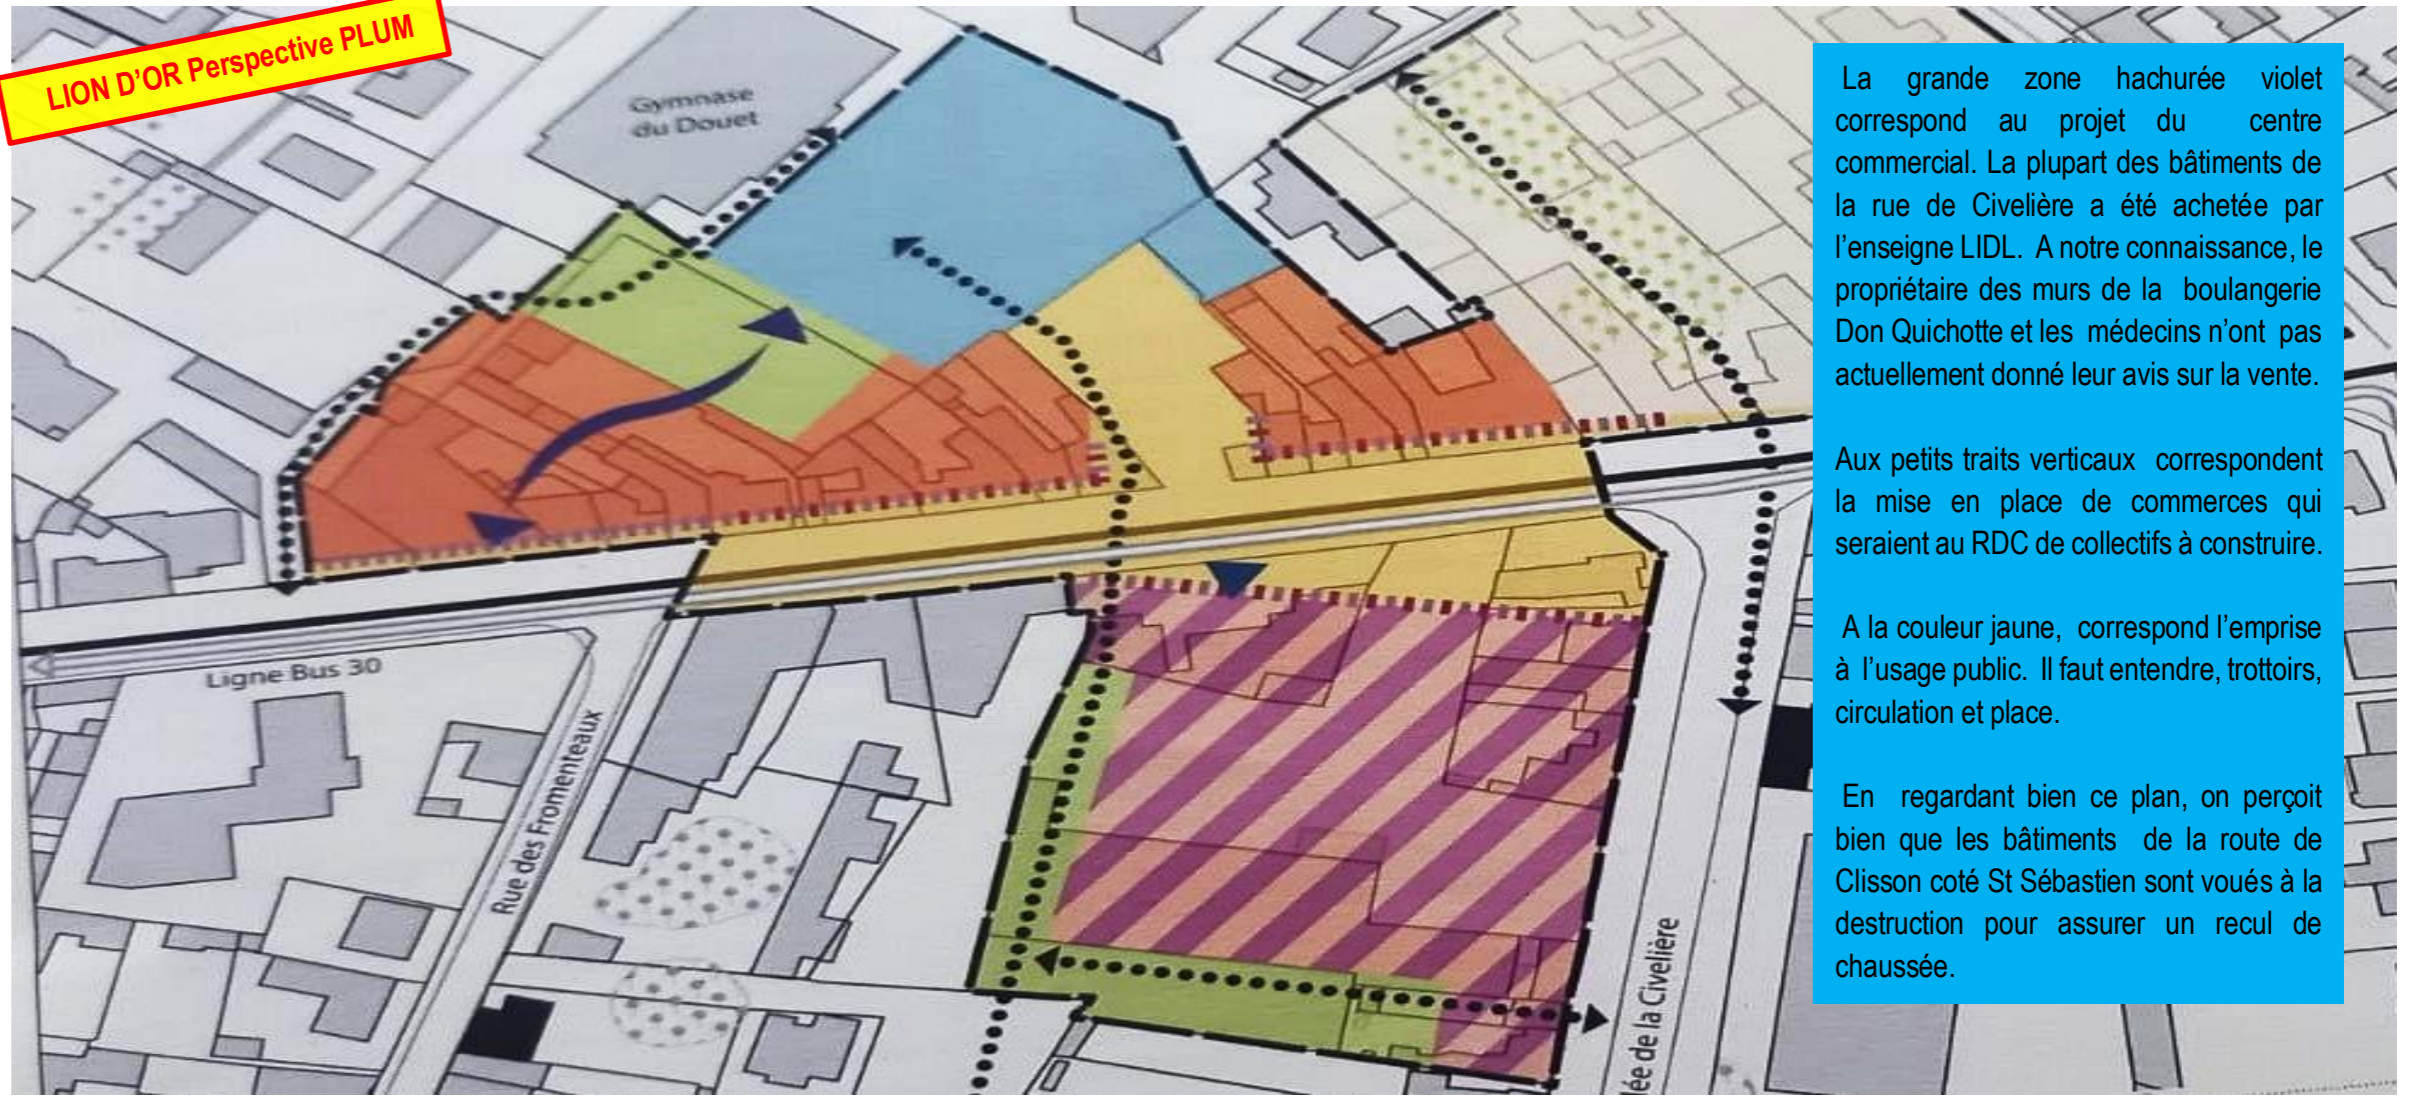 LION D’OR Perspective PLUM
Gymnase
du Douet
Ligne Bus 30
Rue des Fromenteaux
lée de la Civelière
La grande zone hachurée violet
correspond au projet du centre
commercial. La plupart des bâtiments de
la rue de Civelière a été achetée par
l’enseigne LIDL. A notre connaissance, le
propriétaire des murs de la boulangerie
Don Quichotte et les médecins n’ont pas
actuellement donné leur avis sur la vente.
Aux petits traits verticaux correspondent
la mise en place de commerces qui
seraient au RDC de collectifs à construire.
A la couleur jaune, correspond l’emprise
à l’usage public. Il faut entendre, trottoirs,
circulation et place.
En regardant bien ce plan, on perçoit
bien que les bâtiments de la route de
Clisson coté St Sébastien sont voués à la
destruction pour assurer un recul de
chaussée.